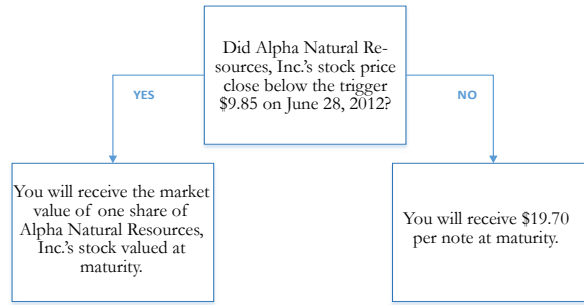 Did Alpha Natural Re-
sources, Inc.'s stock price
close below the trigger
$9.85 on June 28, 2012?
YES
NO
You will receive the market
value of one share of
Alpha Natural Resources,
Inc.'s stock valued at
maturity.
You will receive $19.70
per note at maturity.